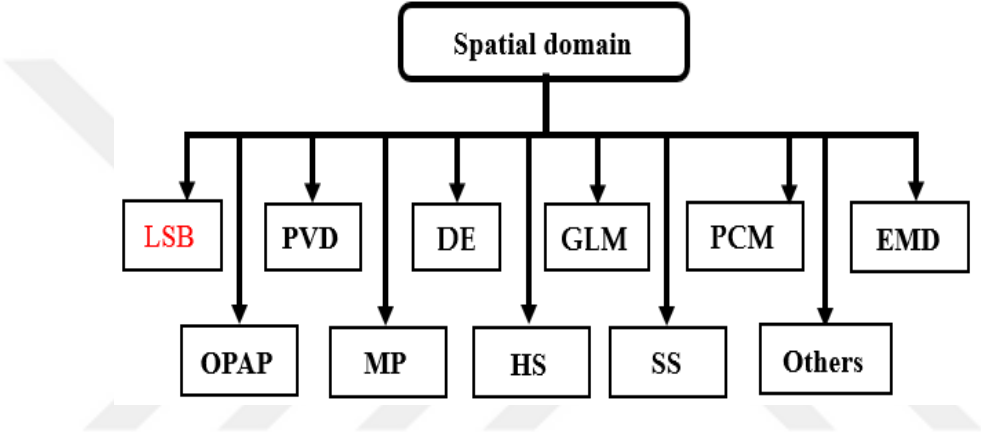 Spatial domain
LSB
PVD
DE
GLM
PCM
EMD
OPAP
MP
HS
SS
Others